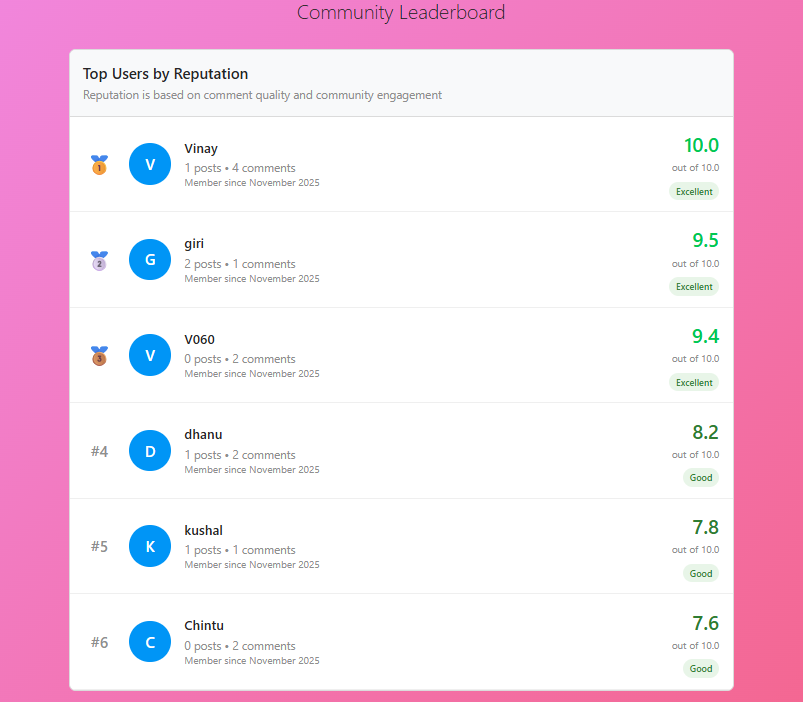 Community Leaderboard
Top Users by Reputation
Reputation is based on comment quality and community engagement
1
V
Vinay
1 posts • 4 comments
Member since November 2025
10.0
out of 10.0
Excellent
2
G
giri
2 posts • 1 comments
Member since November 2025
9.5
out of 10.0
Excellent
3
V
V060
0 posts • 2 comments
Member since November 2025
9.4
out of 10.0
Excellent
#4
D
dhanu
1 posts • 2 comments
Member since November 2025
8.2
out of 10.0
Good
#5
K
kushal
1 posts • 1 comments
Member since November 2025
7.8
out of 10.0
Good
#6
C
Chintu
0 posts • 2 comments
Member since November 2025
7.6
out of 10.0
Good